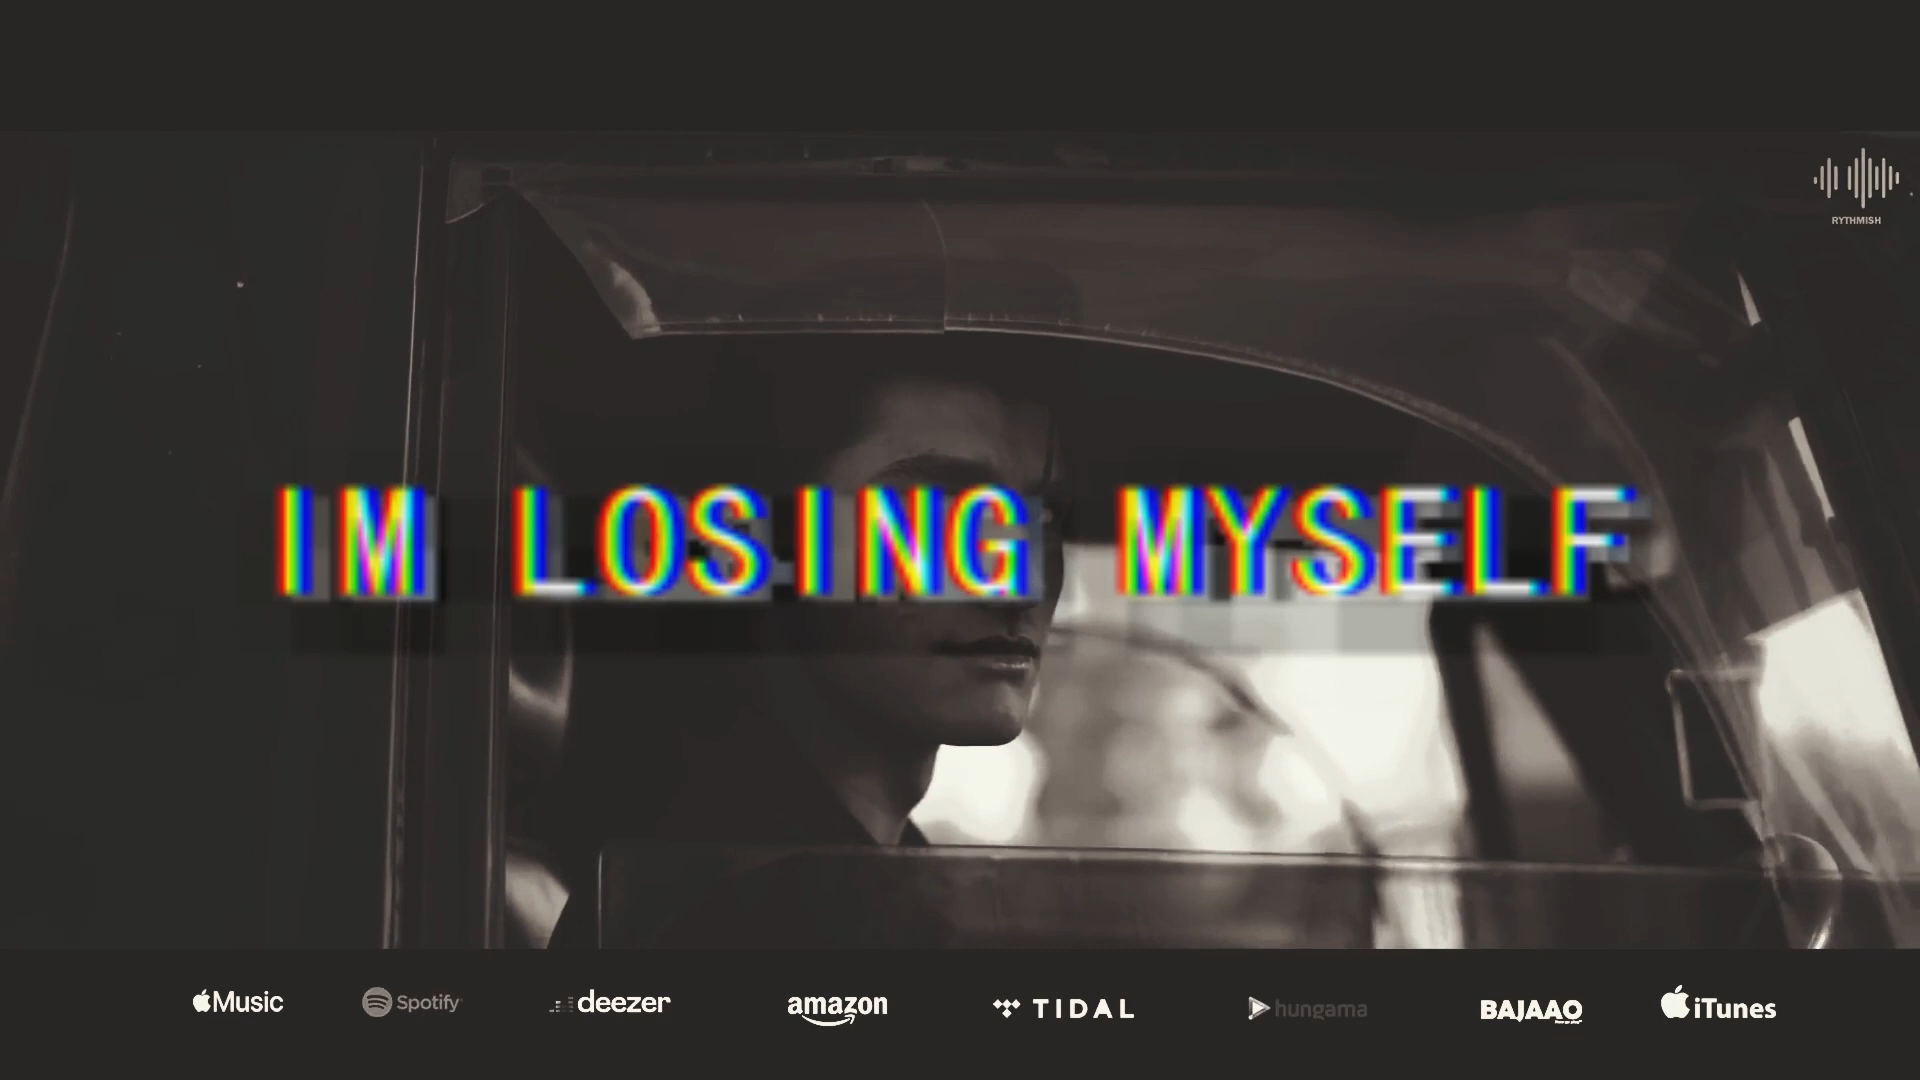 RYTHMISH
IM LOSING MYSELF
Music
Spotify
deezer
amazon
TIDAL
hungama
BAJAAO
iTunes